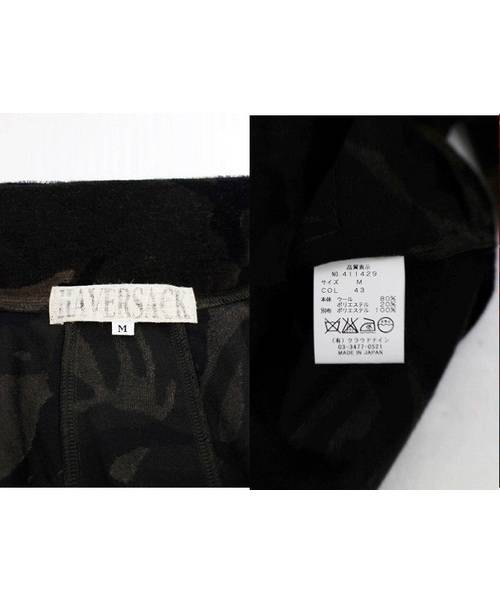 HAVERSACK
M
品質表示
NO.411429
サイズ M
COL 43
本体 ウール 80%
ポリエステル 20%
別布 ポリエステル 100%
(有)クラウドナイン
03-3477-0521
MADE IN JAPAN